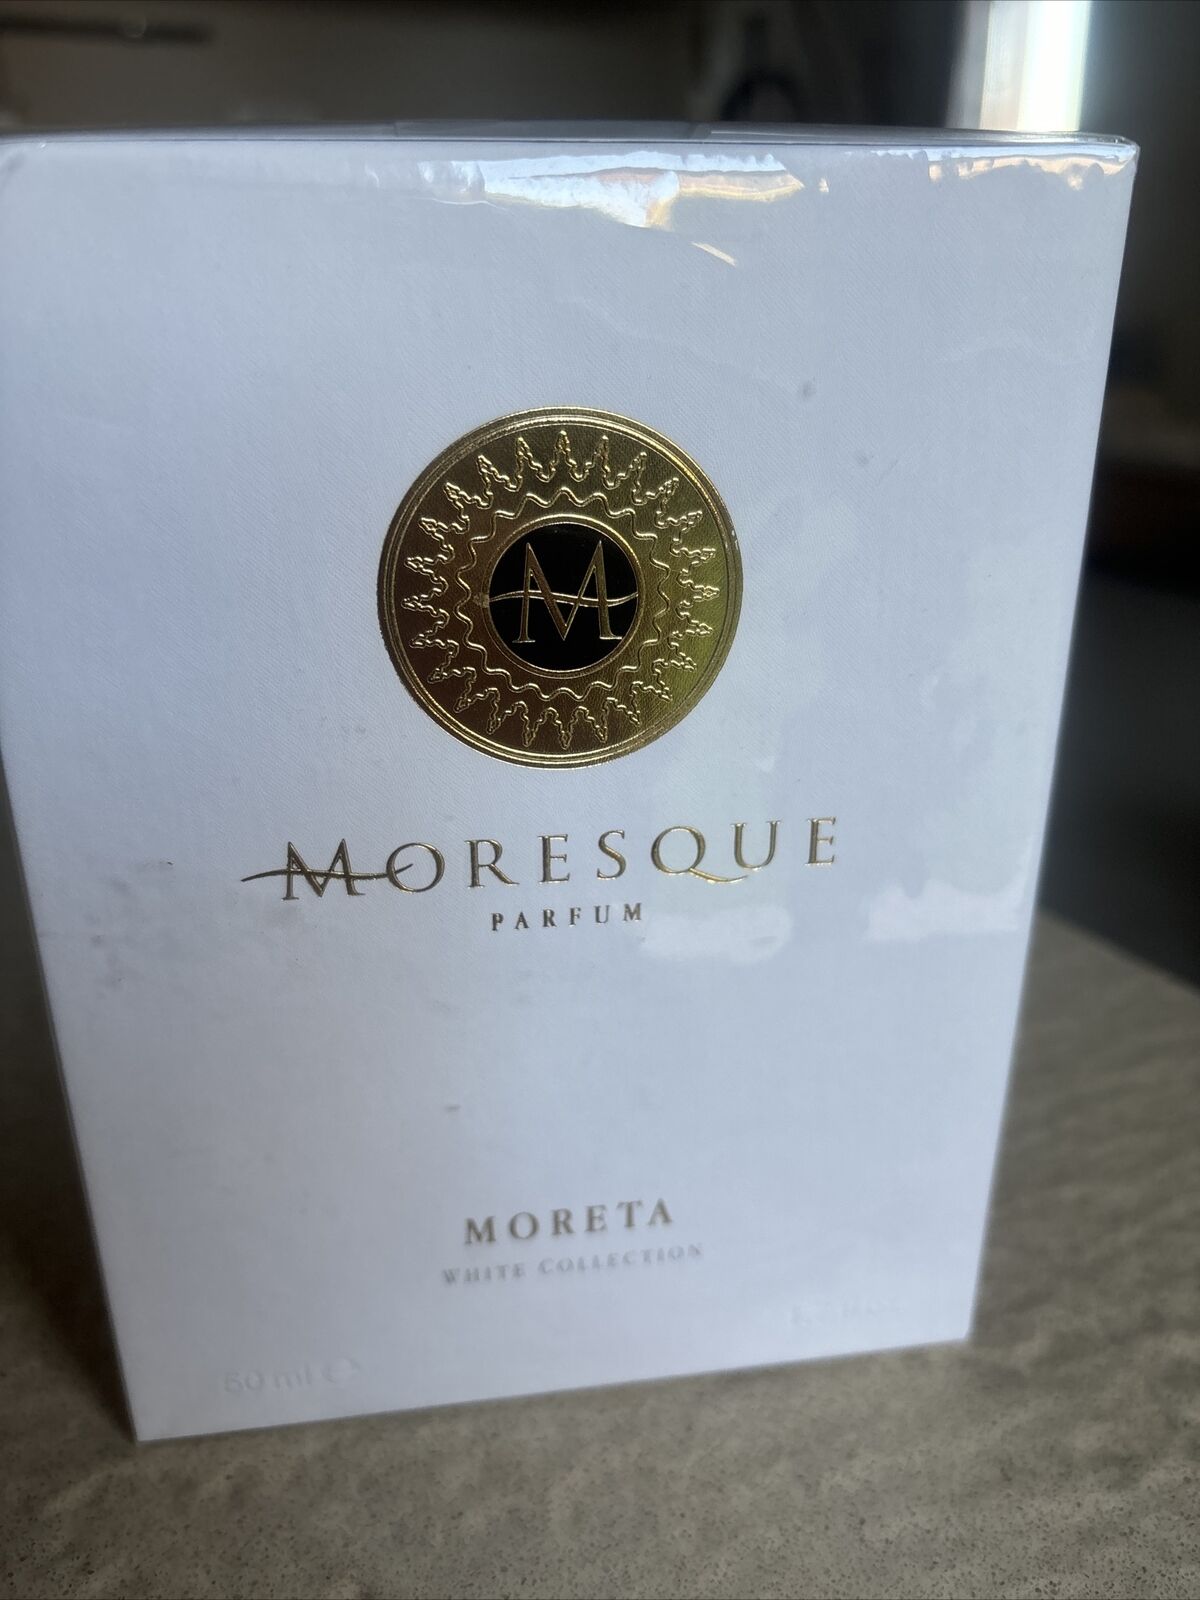 M
MORESQUE
PARFUM
MORETA
WHITE COLLECTION
50 ml e